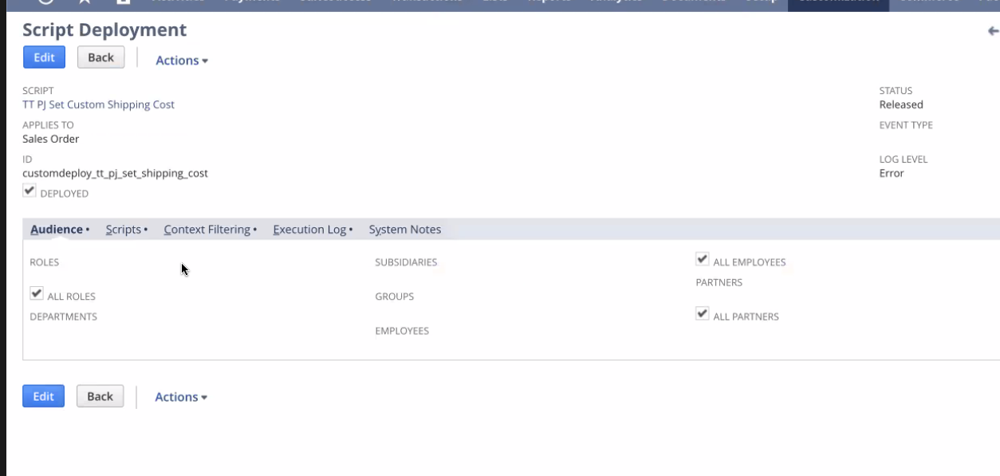 Script Deployment
Edit Back Actions
SCRIPT
TT PJ Set Custom Shipping Cost
APPLIES TO
Sales Order
ID
customdeploy_tt_pj_set_shipping_cost
DEPLOYED
STATUS
Released
EVENT TYPE
LOG LEVEL
Error
Audience • Scripts • Context Filtering • Execution Log • System Notes
ROLES
ALL ROLES
DEPARTMENTS
SUBSIDIARIES
GROUPS
EMPLOYEES
ALL EMPLOYEES
PARTNERS
ALL PARTNERS
Edit Back Actions